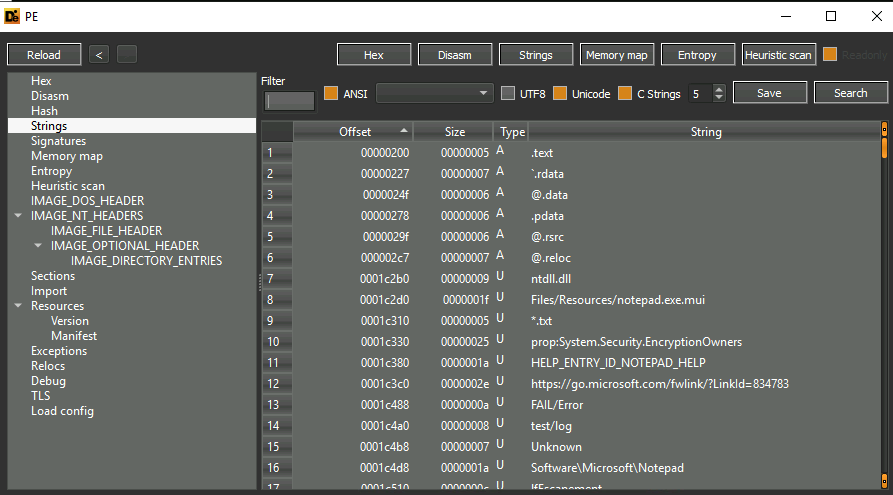 PE
Reload < Hex Disasm Strings Memory map Entropy Heuristic scan Readonly
Filter
ANSI UTF8 Unicode C Strings 5 Save Search
Hex
Disasm
Hash
Strings
Signatures
Memory map
Entropy
Heuristic scan
IMAGE_DOS_HEADER
IMAGE_NT_HEADERS
IMAGE_FILE_HEADER
IMAGE_OPTIONAL_HEADER
IMAGE_DIRECTORY_ENTRIES
Sections
Import
Resources
Version
Manifest
Exceptions
Relocs
Debug
TLS
Load config
Offset Size Type String
1 00000200 00000005 A .text
2 00000227 00000007 A `.rdata
3 0000024f 00000006 A @.data
4 00000278 00000006 A .pdata
5 0000029f 00000006 A @.rsrc
6 000002c7 00000007 A @.reloc
7 0001c2b0 00000009 U ntdll.dll
8 0001c2d0 0000001f U Files/Resources/notepad.exe.mui
9 0001c310 00000005 U *.txt
10 0001c330 00000025 U prop:System.Security.EncryptionOwners
11 0001c380 0000001a U HELP_ENTRY_ID_NOTEPAD_HELP
12 0001c3c0 0000002e U https://go.microsoft.com/fwlink/?LinkId=834783
13 0001c488 0000000a U FAIL/Error
14 0001c4a0 00000008 U test/log
15 0001c4b8 00000007 U Unknown
16 0001c4d8 0000001a U Software\Microsoft\Notepad
17 0001c510 0000000c U lfEscapement